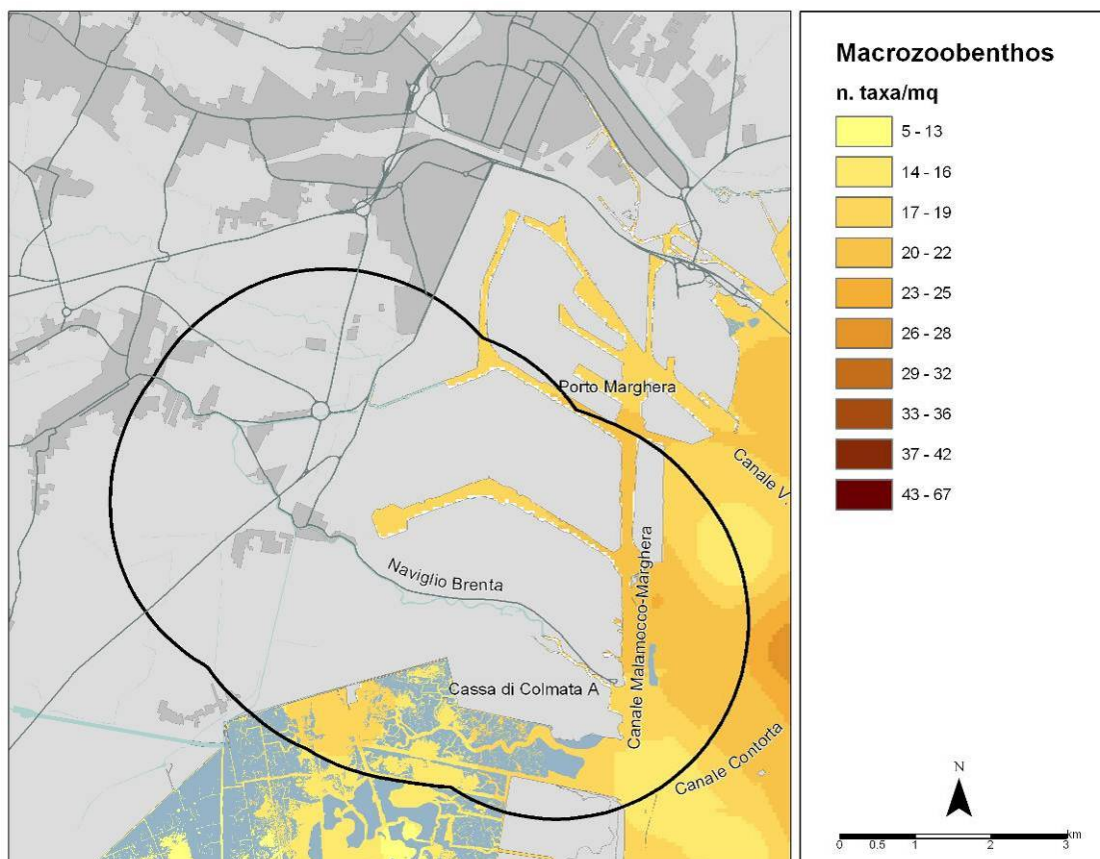 Porto Marghera
Canale V.
Canale Malamocco-Marghera
Naviglio Brenta
Cassa di Colmata A
Canale Contorta
Macrozoobenthos
n. taxa/mq
5 - 13
14 - 16
17 - 19
20 - 22
23 - 25
26 - 28
29 - 32
33 - 36
37 - 42
43 - 67
N
0 0.5 1 2 3
km